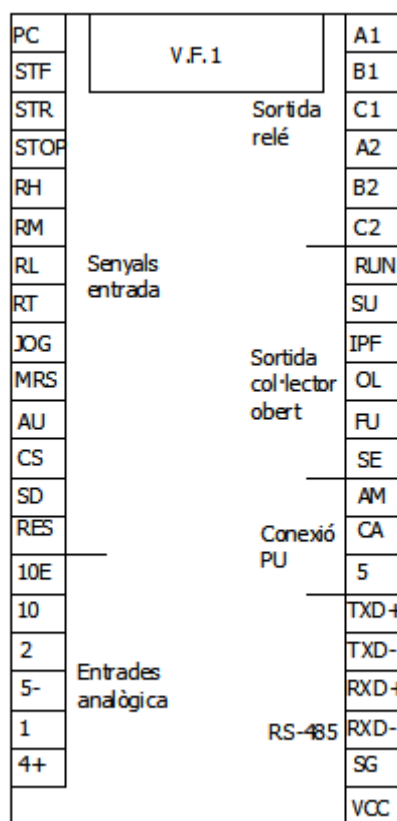 V.F.1
PC
STF
STR
STOP
RH
RM
RL
RT
JOG
MRS
AU
CS
SD
RES
10E
10
2
5-
1
4+
Senyals
entrada
Entrades
analògica
Sortida
relé
Sortida
col·lector
obert
Conexió
PU
RS-485
A1
B1
C1
A2
B2
C2
RUN
SU
IPF
OL
FU
SE
AM
CA
5
TXD+
TXD-
RXD+
RXD-
SG
VCC